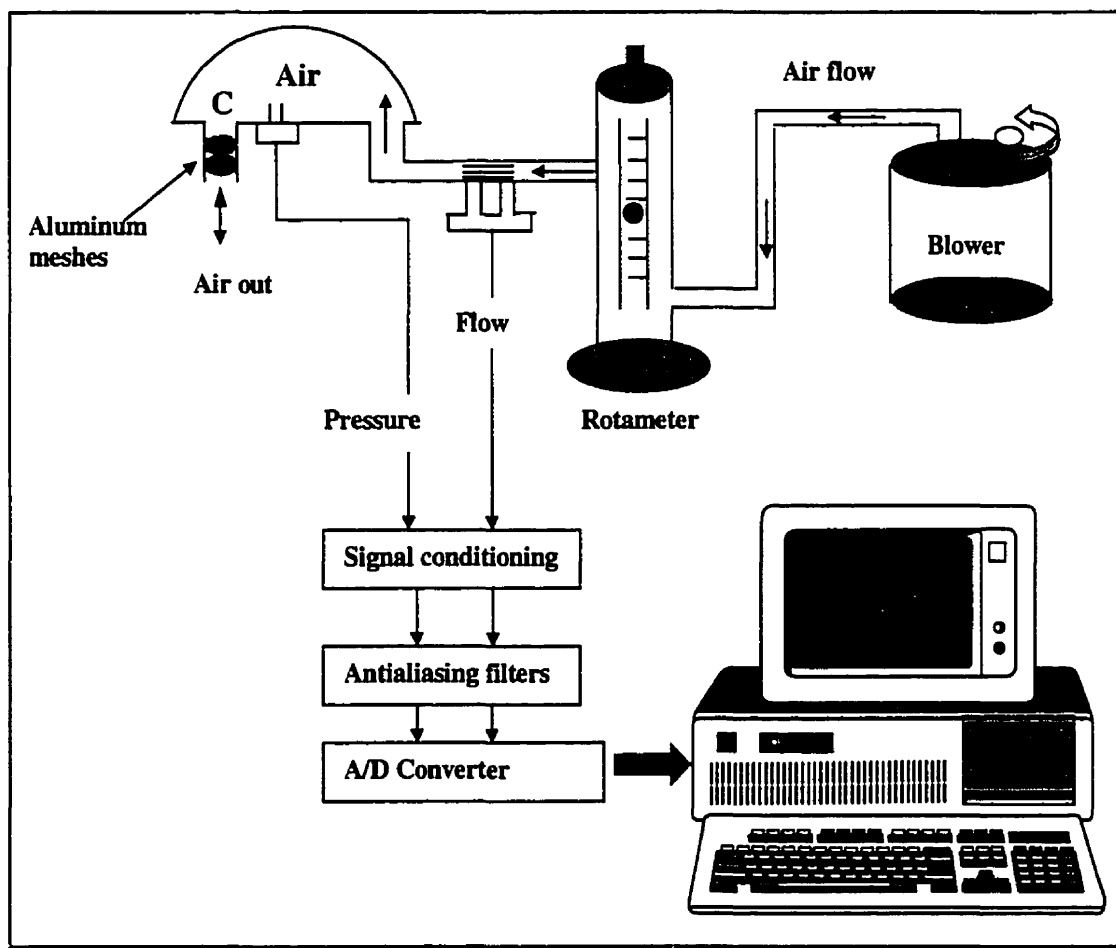 Air
C
Air flow
Aluminum
meshes
Air out
Blower
Flow
Pressure
Rotameter
Signal conditioning
Antialiasing filters
A/D Converter